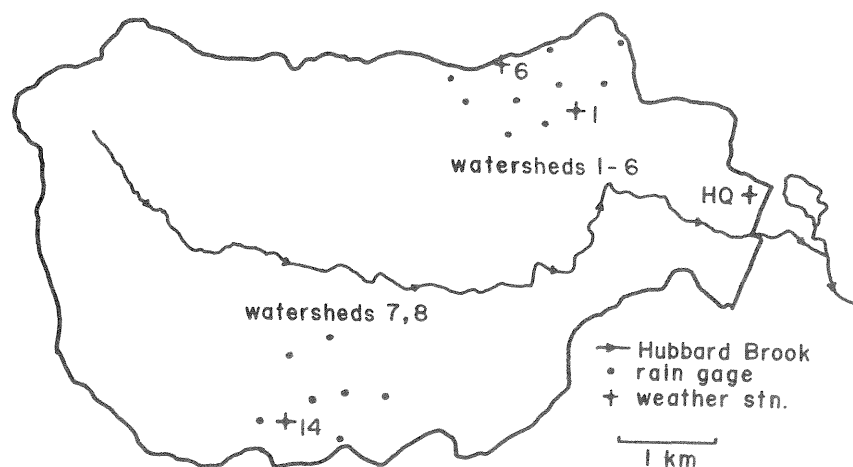 6
1
watersheds 1-6
HQ
watersheds 7,8
14
Hubbard Brook
rain gage
weather stn.
1 km